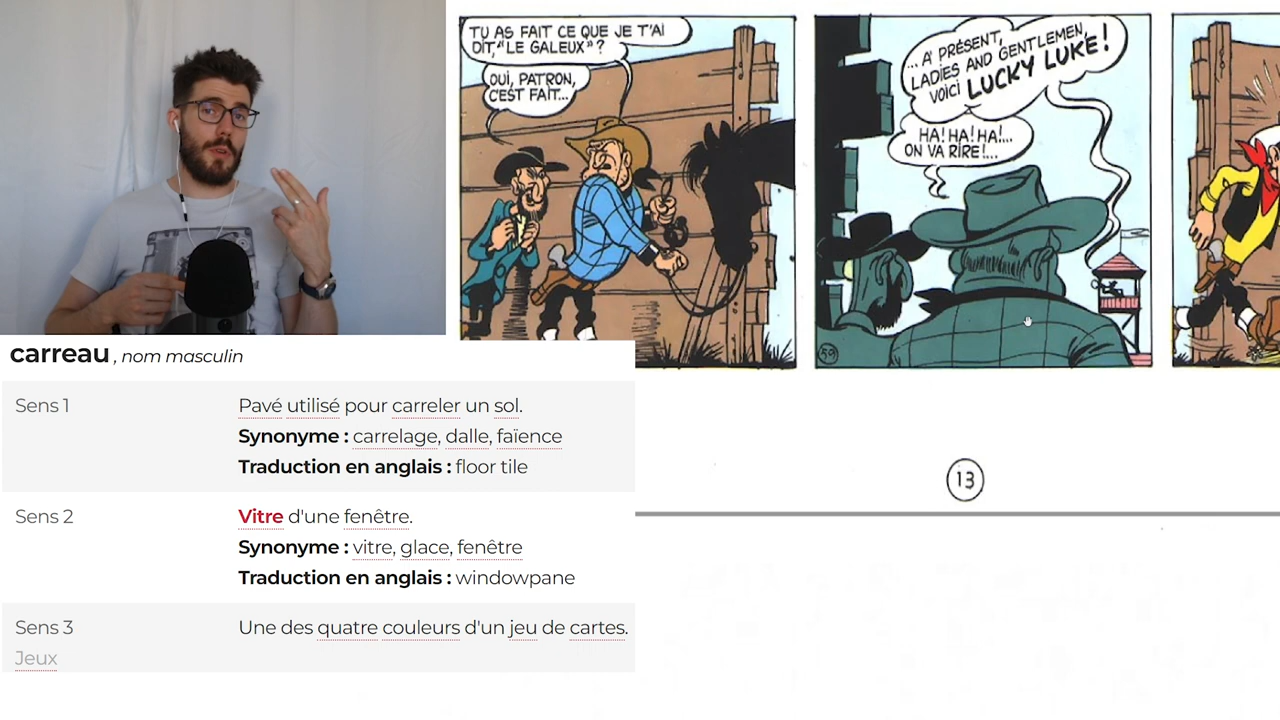 TU AS FAIT CE QUE JE T'AI
DIT, "LE GALEUX" ?
OUI, PATRON,
C'EST FAIT...
... A' PRÉSENT,
LADIES AND GENTLEMEN,
VOICI LUCKY LUKE !
HA! HA! HA!...
ON VA RIRE!...
59
13
carreau , nom masculin
Sens 1
Pavé utilisé pour carreler un sol.
Synonyme : carrelage, dalle, faïence
Traduction en anglais : floor tile
Sens 2
Vitre d'une fenêtre.
Synonyme : vitre, glace, fenêtre
Traduction en anglais : windowpane
Sens 3
Une des quatre couleurs d'un jeu de cartes.
Jeux